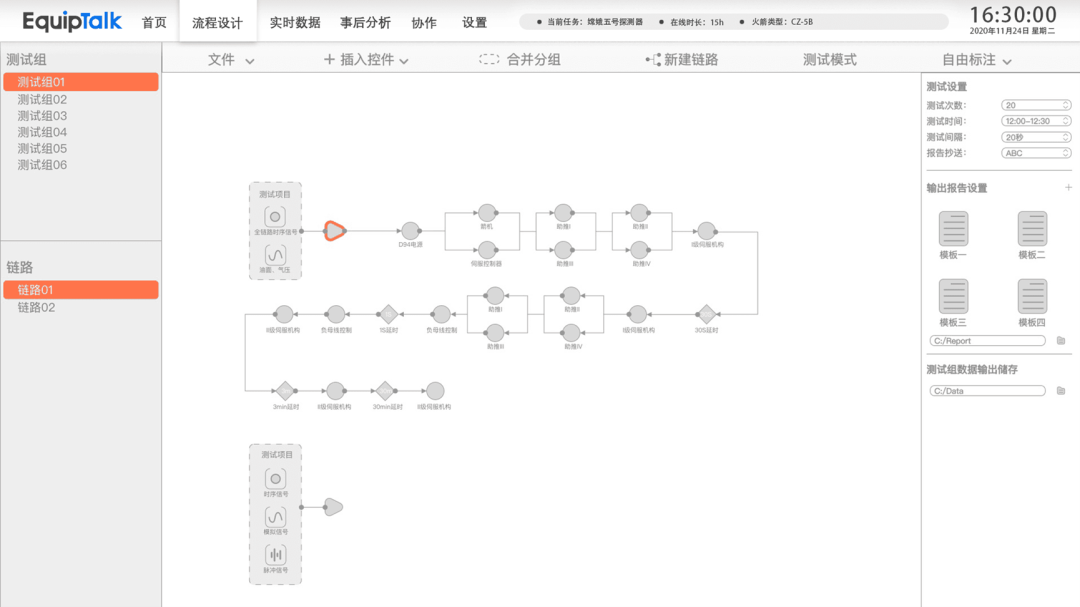 EquipTalk 首页 流程设计 实时数据 事后分析 协作 设置
当前任务：嫦娥五号探测器 在线时长：15h 火箭类型：CZ-5B
16:30:00
2020年11月24日 星期二
测试组
测试组01
测试组02
测试组03
测试组04
测试组05
测试组06
链路
链路01
链路02
文件 插入控件 合并分组 新建链路 测试模式 自由标注
测试项目
全链路时序信号
液面、气压
D94电源
箭机
伺服控制器
助推I
助推III
助推II
助推IV
I级伺服机构
II级伺服机构 负母线控制 1S延时 负母线控制
助推I
助推III
助推II
助推IV
I级伺服机构 30S延时
3min延时 II级伺服机构 30min延时 II级伺服机构
测试项目
时序信号
模拟信号
脉冲信号
测试设置
测试次数： 20
测试时间： 12:00~12:30
测试间隔： 20秒
报告抄送： ABC
输出报告设置 +
模板一 模板二
模板三 模板四
C:/Report
测试组数据输出储存
C:/Data